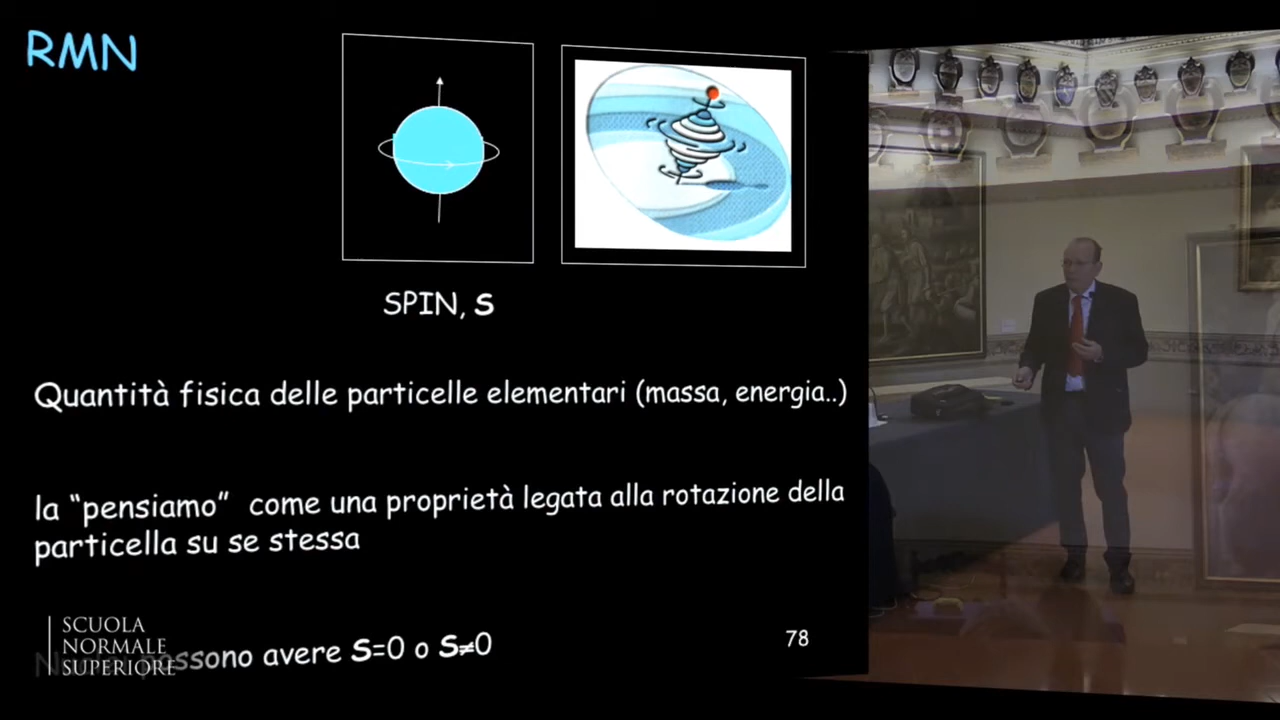 RMN
SPIN, S
Quantità fisica delle particelle elementari (massa, energia..)
la “pensiamo” come una proprietà legata alla rotazione della
particella su se stessa
possono avere S=0 o S≠0
78
SCUOLA
NORMALE
SUPERIORE